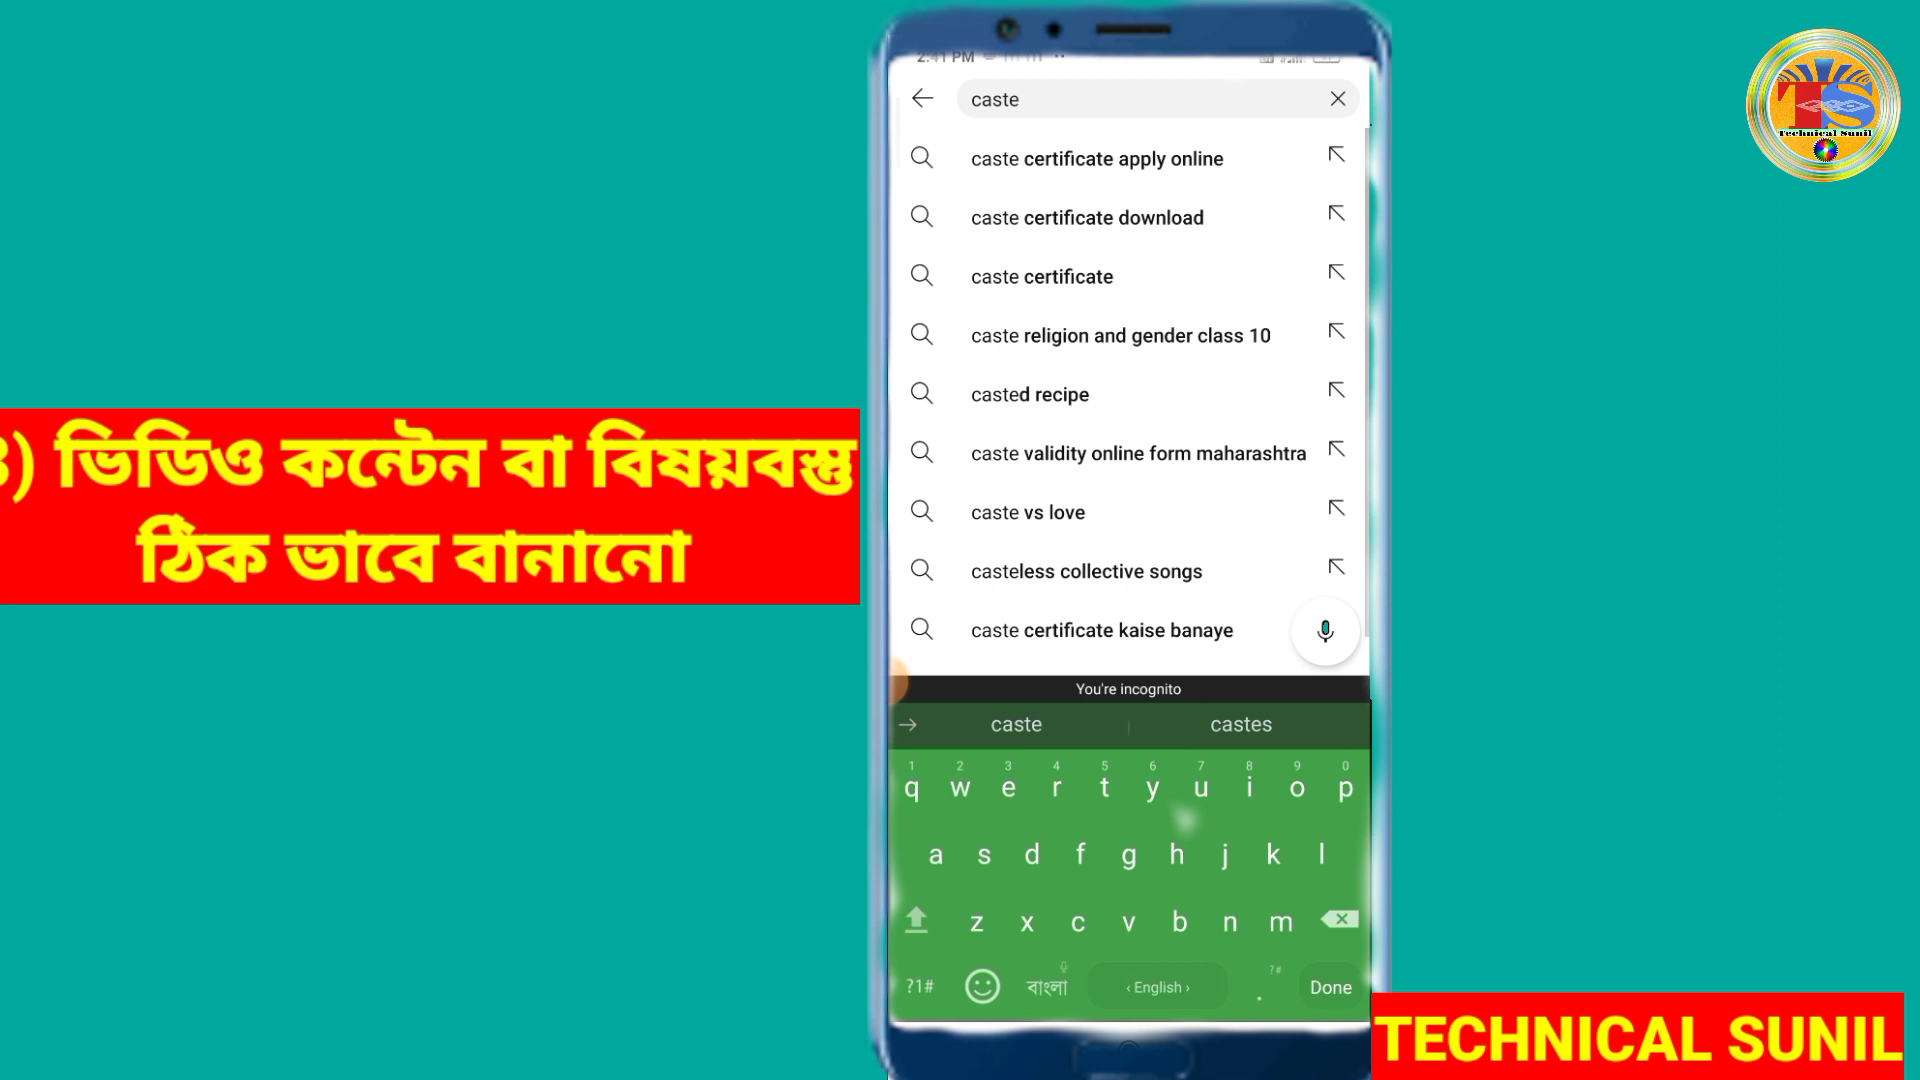 2:41 PM
caste
caste certificate apply online
caste certificate download
caste certificate
caste religion and gender class 10
casted recipe
caste validity online form maharashtra
caste vs love
casteless collective songs
caste certificate kaise banaye
You're incognito
caste
castes
1 2 3 4 5 6 7 8 9 0
q w e r t y u i o p
a s d f g h j k l
z x c v b n m
?#
?1# বাংলা ‹ English › . Done
) ভিডিও কন্টেন বা বিষয়বস্তু
ঠিক ভাবে বানানো
TS
Technical Sunil
TECHNICAL SUNIL